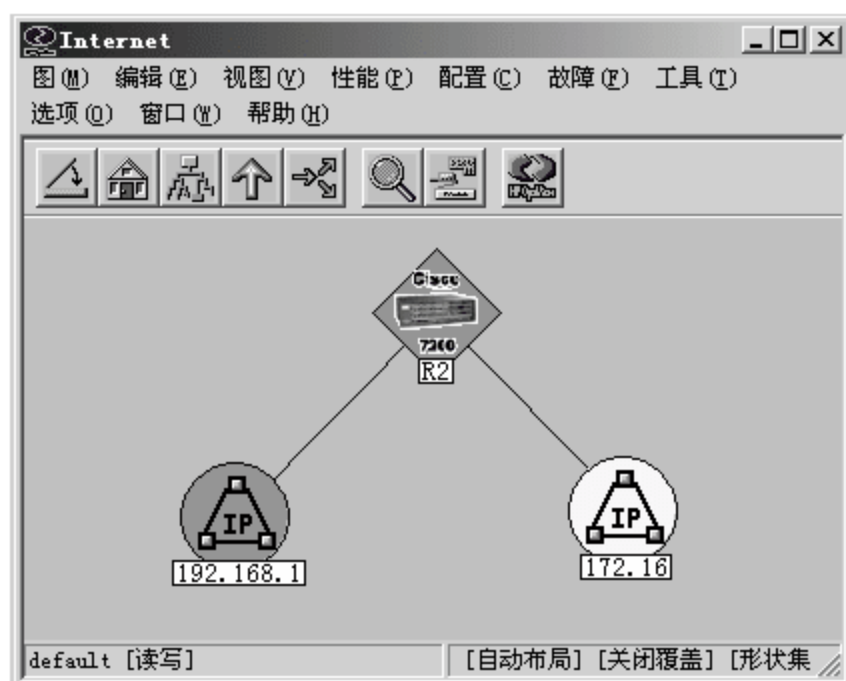 Internet
图(M) 编辑(E) 视图(V) 性能(P) 配置(C) 故障(F) 工具(T)
选项(O) 窗口(W) 帮助(H)
Cisco
7200
R2
IP
IP
192.168.1
172.16
default [读写]
[自动布局] [关闭覆盖] [形状集